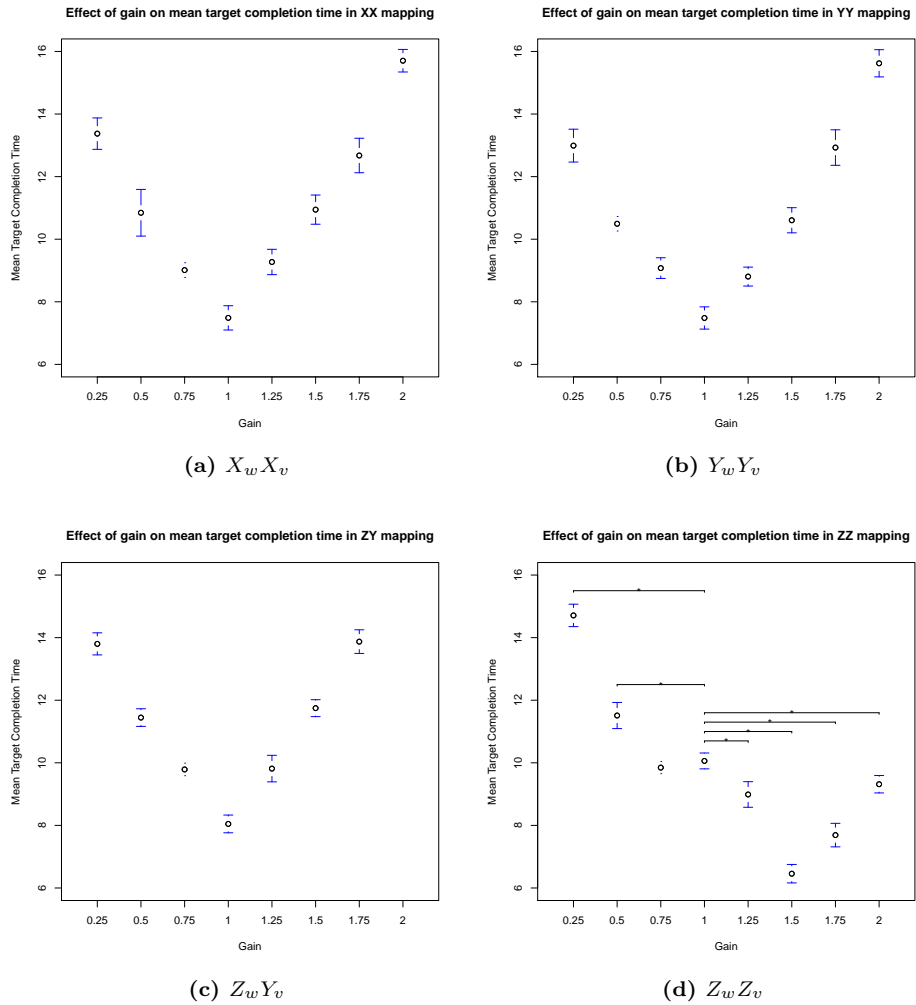 Effect of gain on mean target completion time in XX mapping
Mean Target Completion Time
16
14
12
10
8
6
0.25 0.5 0.75 1 1.25 1.5 1.75 2
Gain
(a) XwXv
Effect of gain on mean target completion time in YY mapping
Mean Target Completion Time
16
14
12
10
8
6
0.25 0.5 0.75 1 1.25 1.5 1.75 2
Gain
(b) YwYv
Effect of gain on mean target completion time in ZY mapping
Mean Target Completion Time
16
14
12
10
8
6
0.25 0.5 0.75 1 1.25 1.5 1.75 2
Gain
(c) ZwYv
Effect of gain on mean target completion time in ZZ mapping
Mean Target Completion Time
16
14
12
10
8
6
*
*
*
*
*
*
0.25 0.5 0.75 1 1.25 1.5 1.75 2
Gain
(d) ZwZv